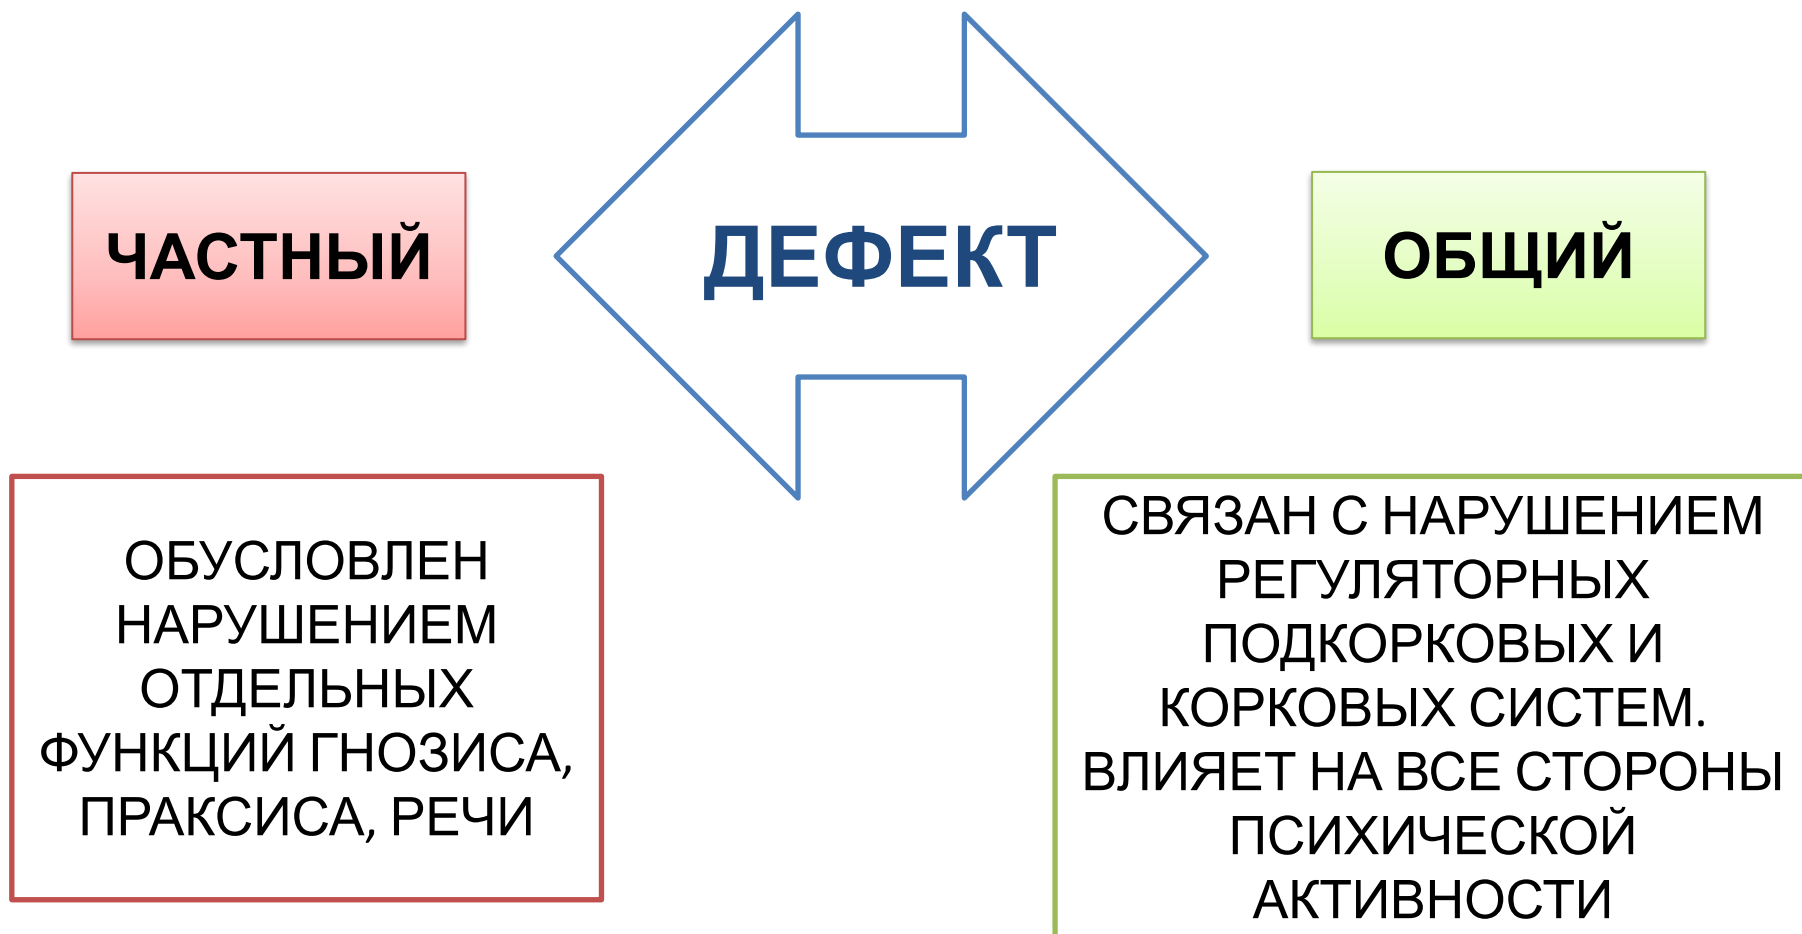 ЧАСТНЫЙ
ДЕФЕКТ
ОБЩИЙ
ОБУСЛОВЛЕН
НАРУШЕНИЕМ
ОТДЕЛЬНЫХ
ФУНКЦИЙ ГНОЗИСА,
ПРАКСИСА, РЕЧИ
СВЯЗАН С НАРУШЕНИЕМ
РЕГУЛЯТОРНЫХ
ПОДКОРКОВЫХ И
КОРКОВЫХ СИСТЕМ.
ВЛИЯЕТ НА ВСЕ СТОРОНЫ
ПСИХИЧЕСКОЙ
АКТИВНОСТИ